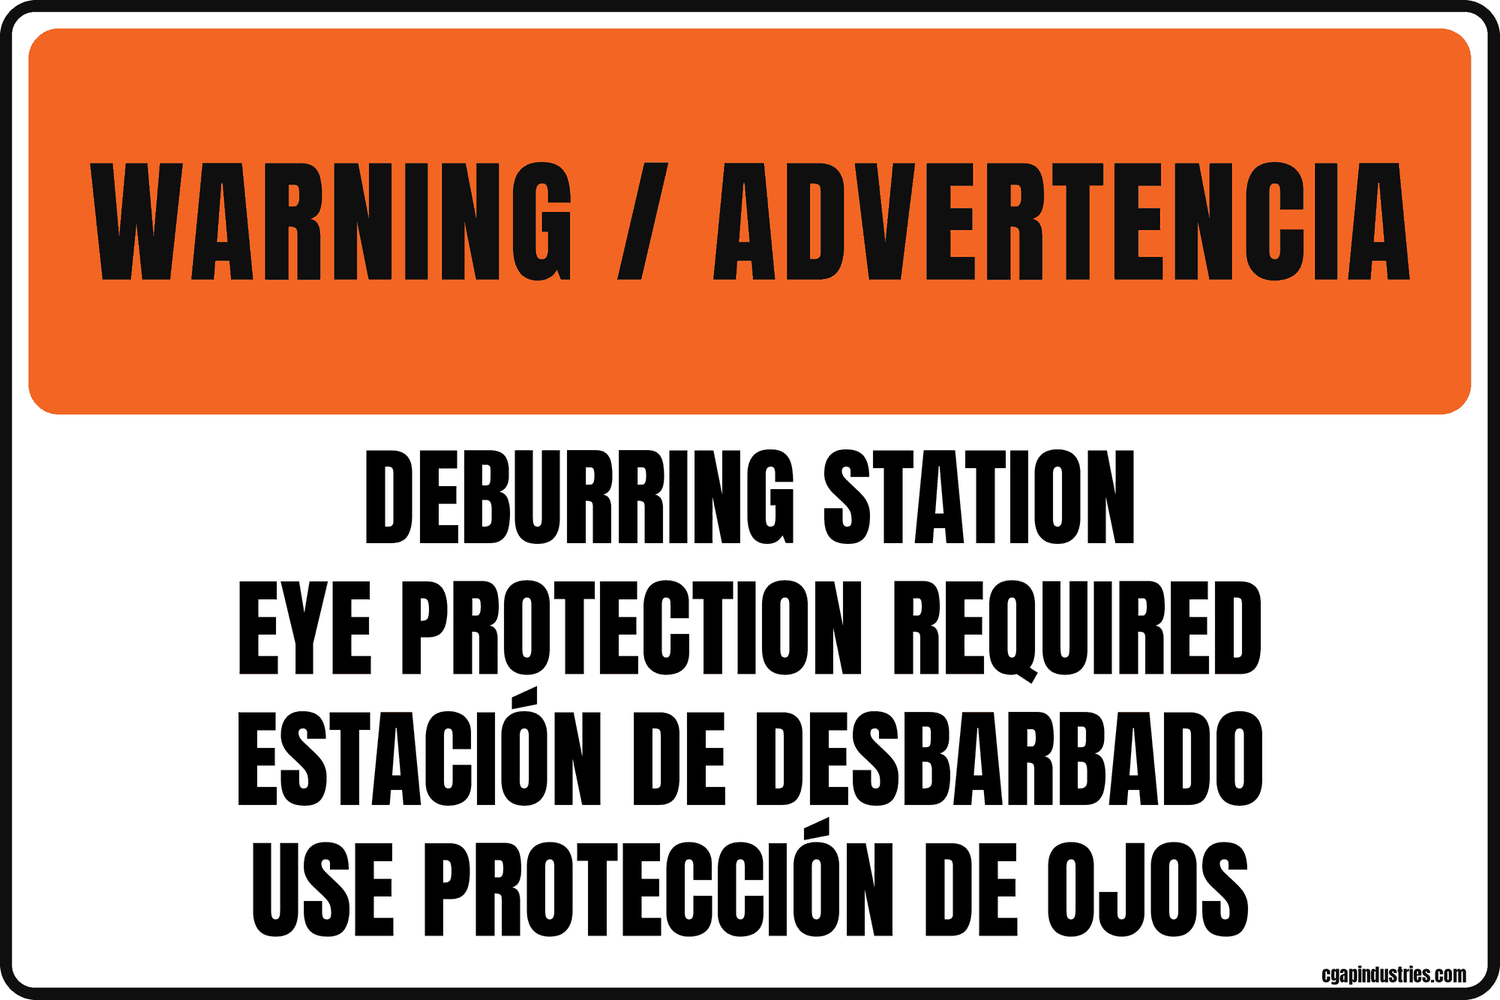 WARNING / ADVERTENCIA
DEBURRING STATION
EYE PROTECTION REQUIRED
ESTACIÓN DE DESBARBADO
USE PROTECCIÓN DE OJOS
cgapindustries.com